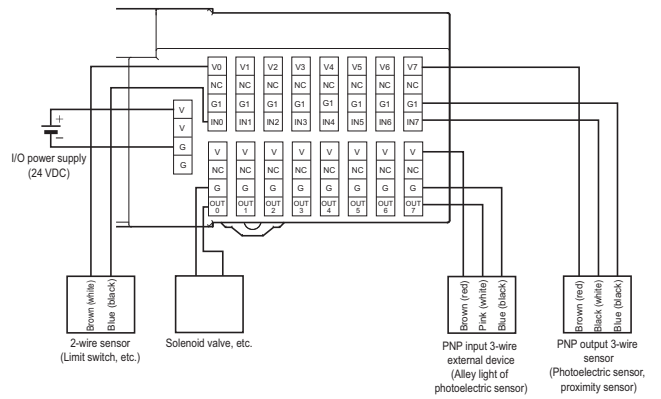 V0 V1 V2 V3 V4 V5 V6 V7
NC NC NC NC NC NC NC NC
G1 G1 G1 G1 G1 G1 G1 G1
IN0 IN1 IN2 IN3 IN4 IN5 IN6 IN7
V
V
G
G
+
−
I/O power supply
(24 VDC)
V V V V V V V V
NC NC NC NC NC NC NC NC
G G G G G G G G
OUT 0 OUT 1 OUT 2 OUT 3 OUT 4 OUT 5 OUT 6 OUT 7
Brown (white)
Blue (black)
2-wire sensor
(Limit switch, etc.)
Solenoid valve, etc.
Brown (red)
Pink (white)
Blue (black)
PNP input 3-wire
external device
(Alley light of
photoelectric sensor)
Brown (red)
Black (white)
Blue (black)
PNP output 3-wire
sensor
(Photoelectric sensor,
proximity sensor)